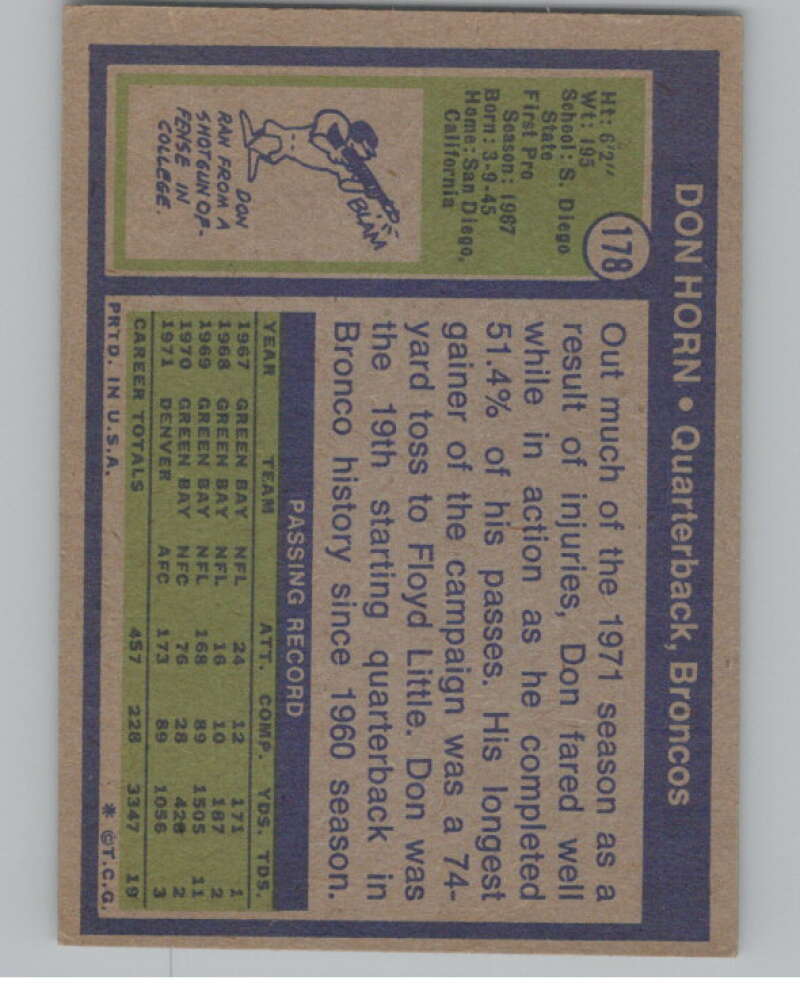 DON HORN • Quarterback, Broncos
178
Ht: 6'2"
Wt: 195
School: S. Diego
State
First Pro
Season: 1967
Born: 3-9-45
Home: San Diego,
California
BLAM
DON
RAN FROM A
SHOTGUN OF-
FENSE IN
COLLEGE.
Out much of the 1971 season as a
result of injuries, Don fared well
while in action as he completed
51.4% of his passes. His longest
gainer of the campaign was a 74-
yard toss to Floyd Little. Don was
the 19th starting quarterback in
Bronco history since 1960 season.
PASSING RECORD
YEAR TEAM ATT. COMP. YDS. TDS.
1967 GREEN BAY NFL 24 12 171 1
1968 GREEN BAY NFL 16 10 187 2
1969 GREEN BAY NFL 168 89 1505 11
1970 GREEN BAY NFC 76 28 428 2
1971 DENVER AFC 173 89 1056 3
CAREER TOTALS 457 228 3347 19
PRTD. IN U.S.A. * ©T.C.G.